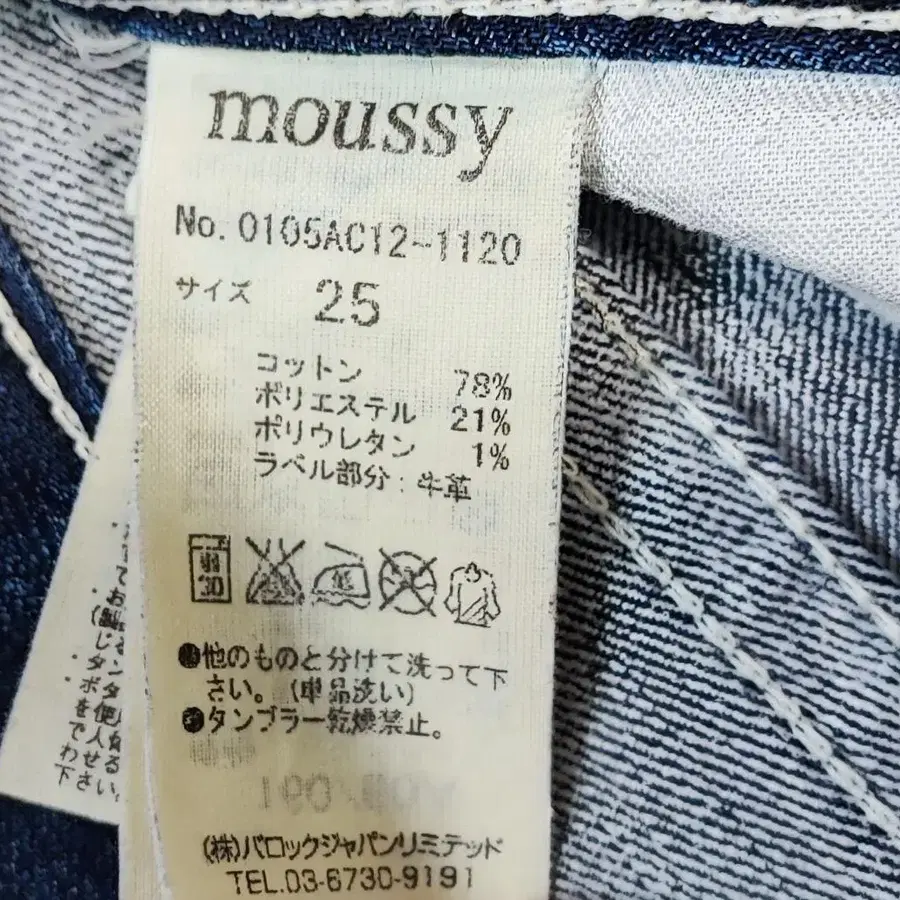 moussy
No. 0105AC12-1120
サイズ 25
コットン 78%
ポリエステル 21%
ポリウレタン 1%
ラベル部分：牛革
30
●他のものと分けて洗って下
さい。（単品洗い）
●タンブラー乾燥禁止。
(株)バロックジャパンリミテッド
TEL.03-6730-9191